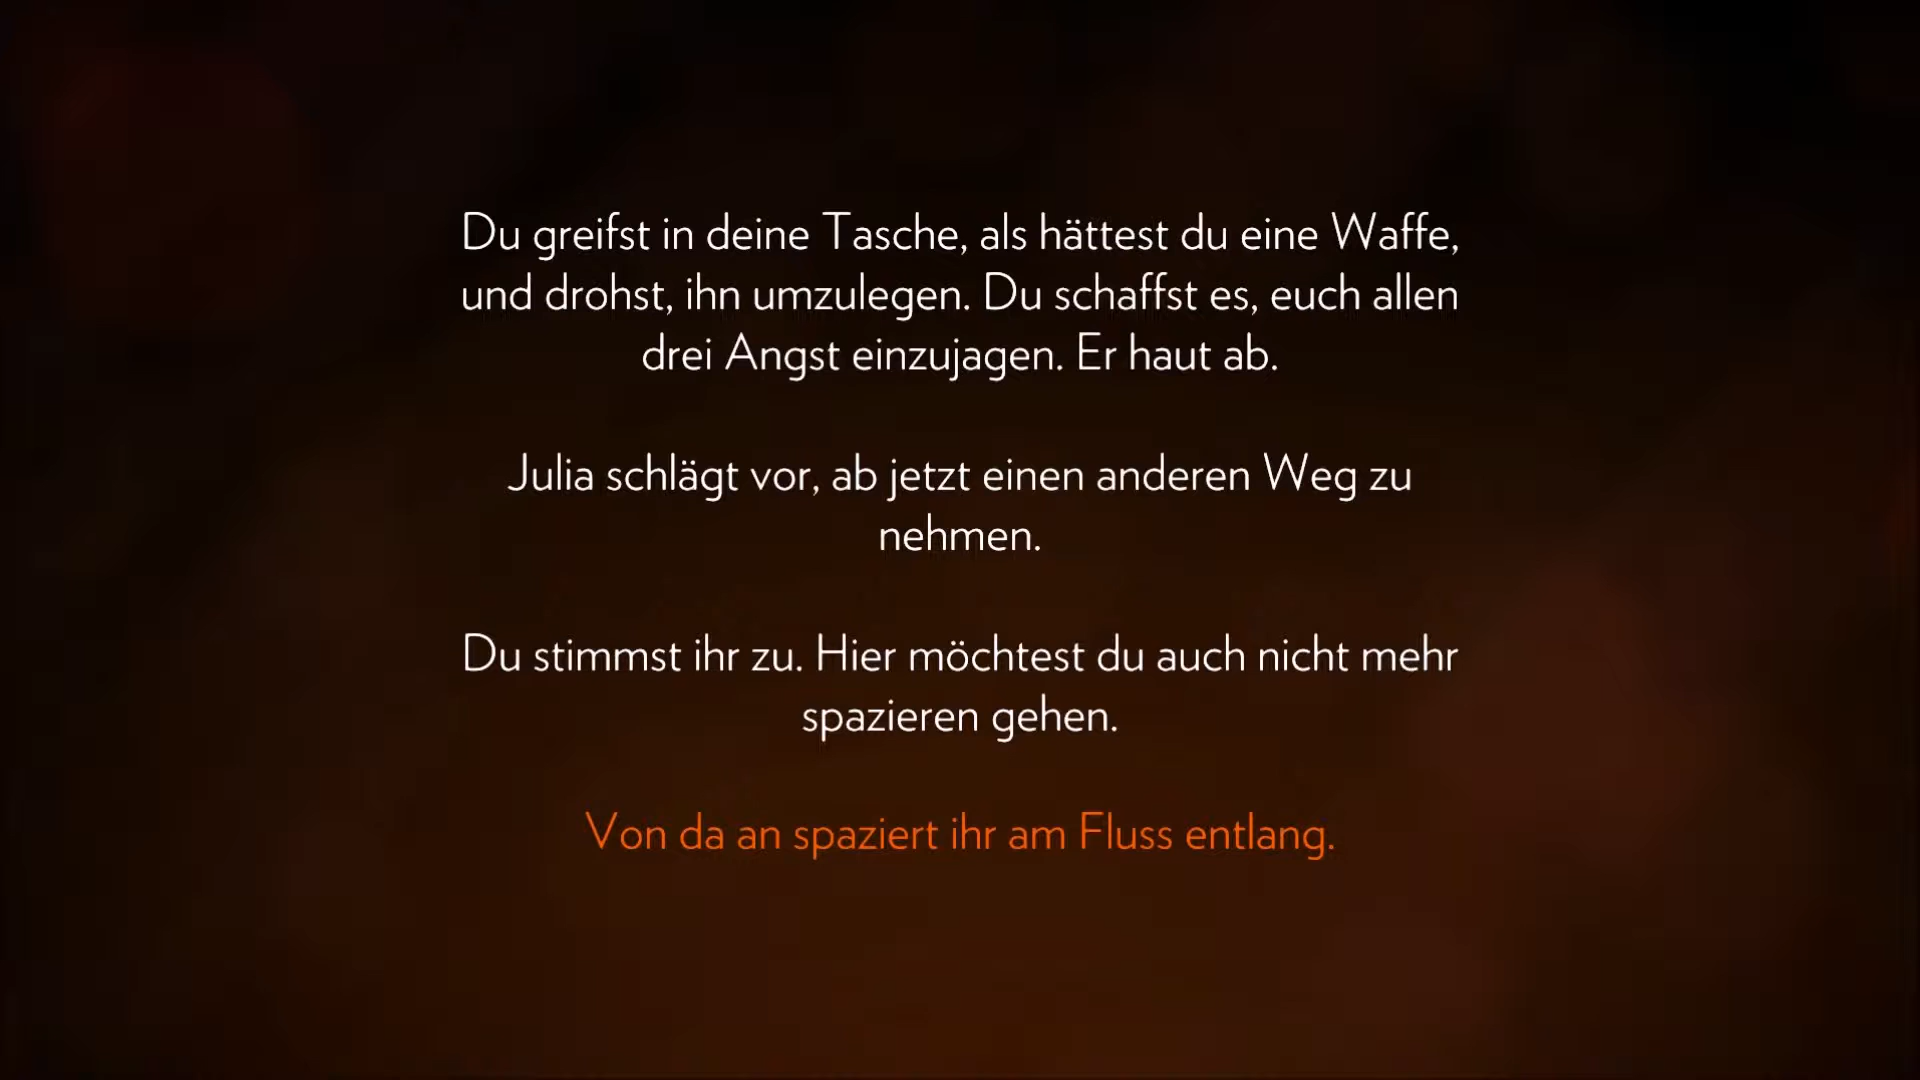 Du greifst in deine Tasche, als hättest du eine Waffe,
und drohst, ihn umzulegen. Du schaffst es, euch allen
drei Angst einzujagen. Er haut ab.
Julia schlägt vor, ab jetzt einen anderen Weg zu
nehmen.
Du stimmst ihr zu. Hier möchtest du auch nicht mehr
spazieren gehen.
Von da an spaziert ihr am Fluss entlang.